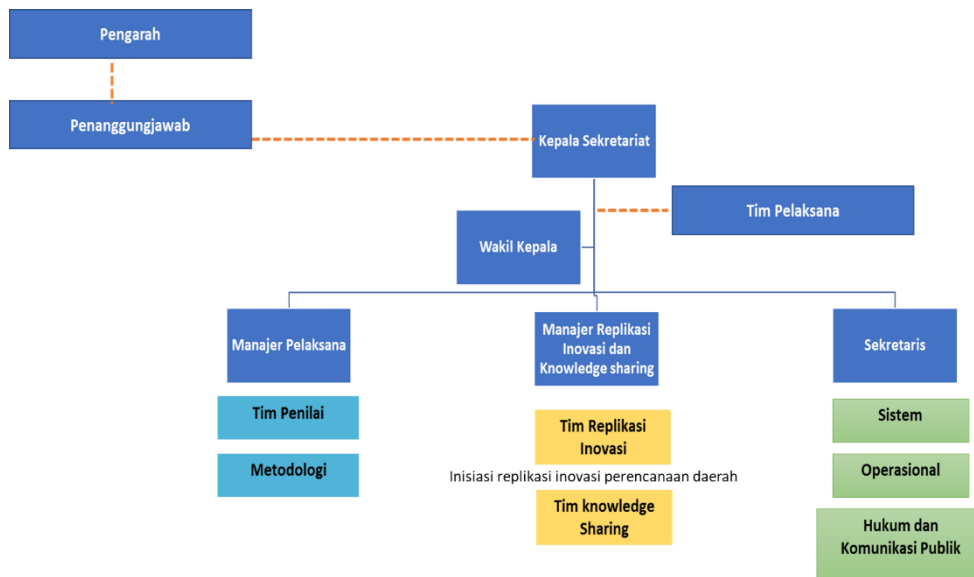 Pengarah
Penanggungjawab
Kepala Sekretariat
Tim Pelaksana
Wakil Kepala
Manajer Pelaksana
Manajer Replikasi
Inovasi dan
Knowledge sharing
Sekretaris
Tim Penilai
Metodologi
Tim Replikasi
Inovasi
Inisiasi replikasi inovasi perencanaan daerah
Tim knowledge
Sharing
Sistem
Operasional
Hukum dan
Komunikasi Publik